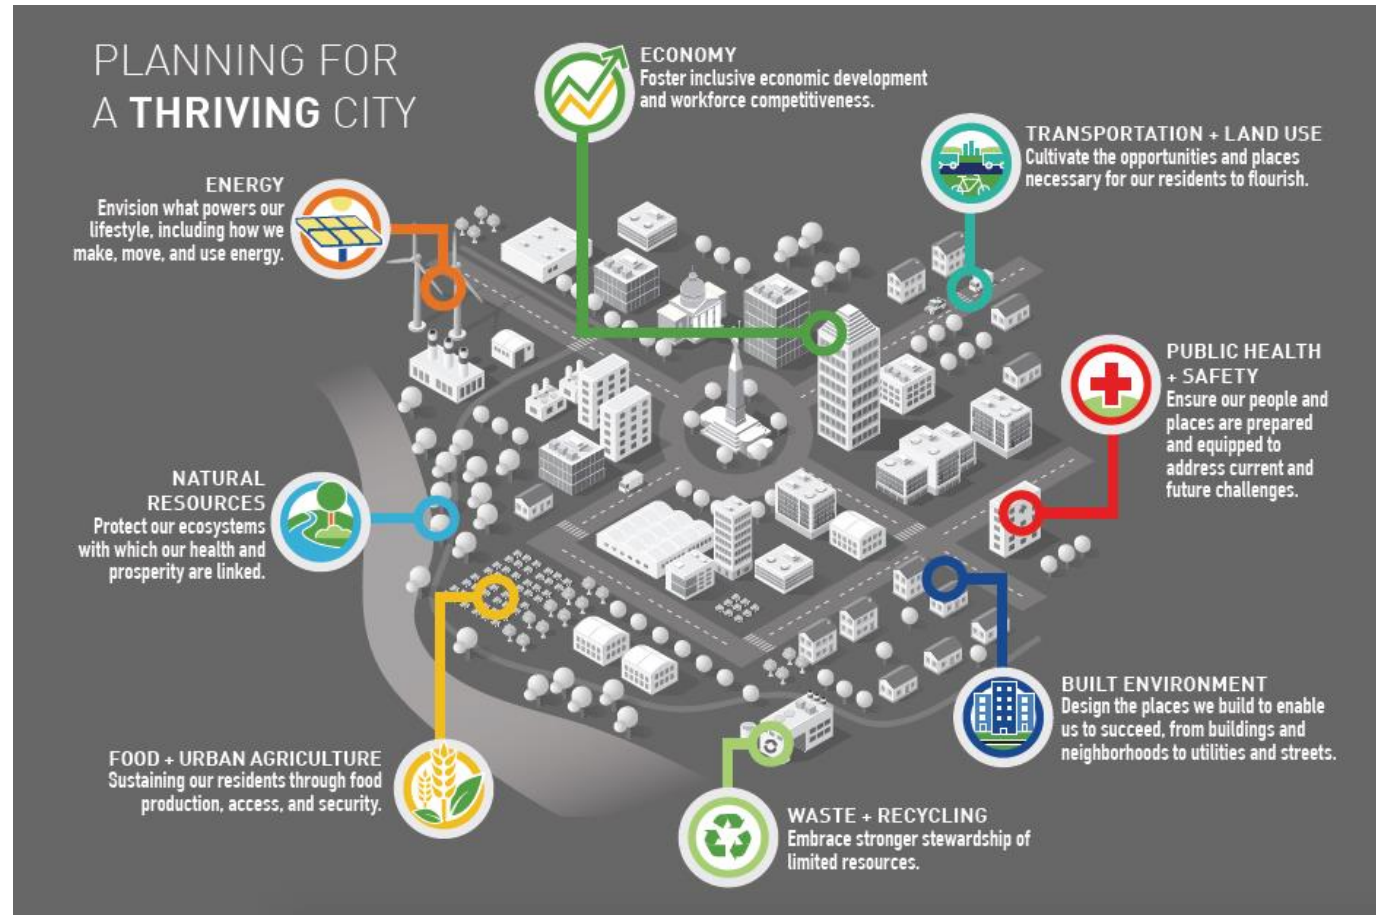 PLANNING FOR
A THRIVING CITY
ECONOMY
Foster inclusive economic development
and workforce competitiveness.
TRANSPORTATION + LAND USE
Cultivate the opportunities and places
necessary for our residents to flourish.
ENERGY
Envision what powers our
lifestyle, including how we
make, move, and use energy.
PUBLIC HEALTH
+ SAFETY
Ensure our people and
places are prepared
and equipped to
address current and
future challenges.
NATURAL
RESOURCES
Protect our ecosystems
with which our health and
prosperity are linked.
BUILT ENVIRONMENT
Design the places we build to enable
us to succeed, from buildings and
neighborhoods to utilities and streets.
FOOD + URBAN AGRICULTURE
Sustaining our residents through food
production, access, and security.
WASTE + RECYCLING
Embrace stronger stewardship of
limited resources.